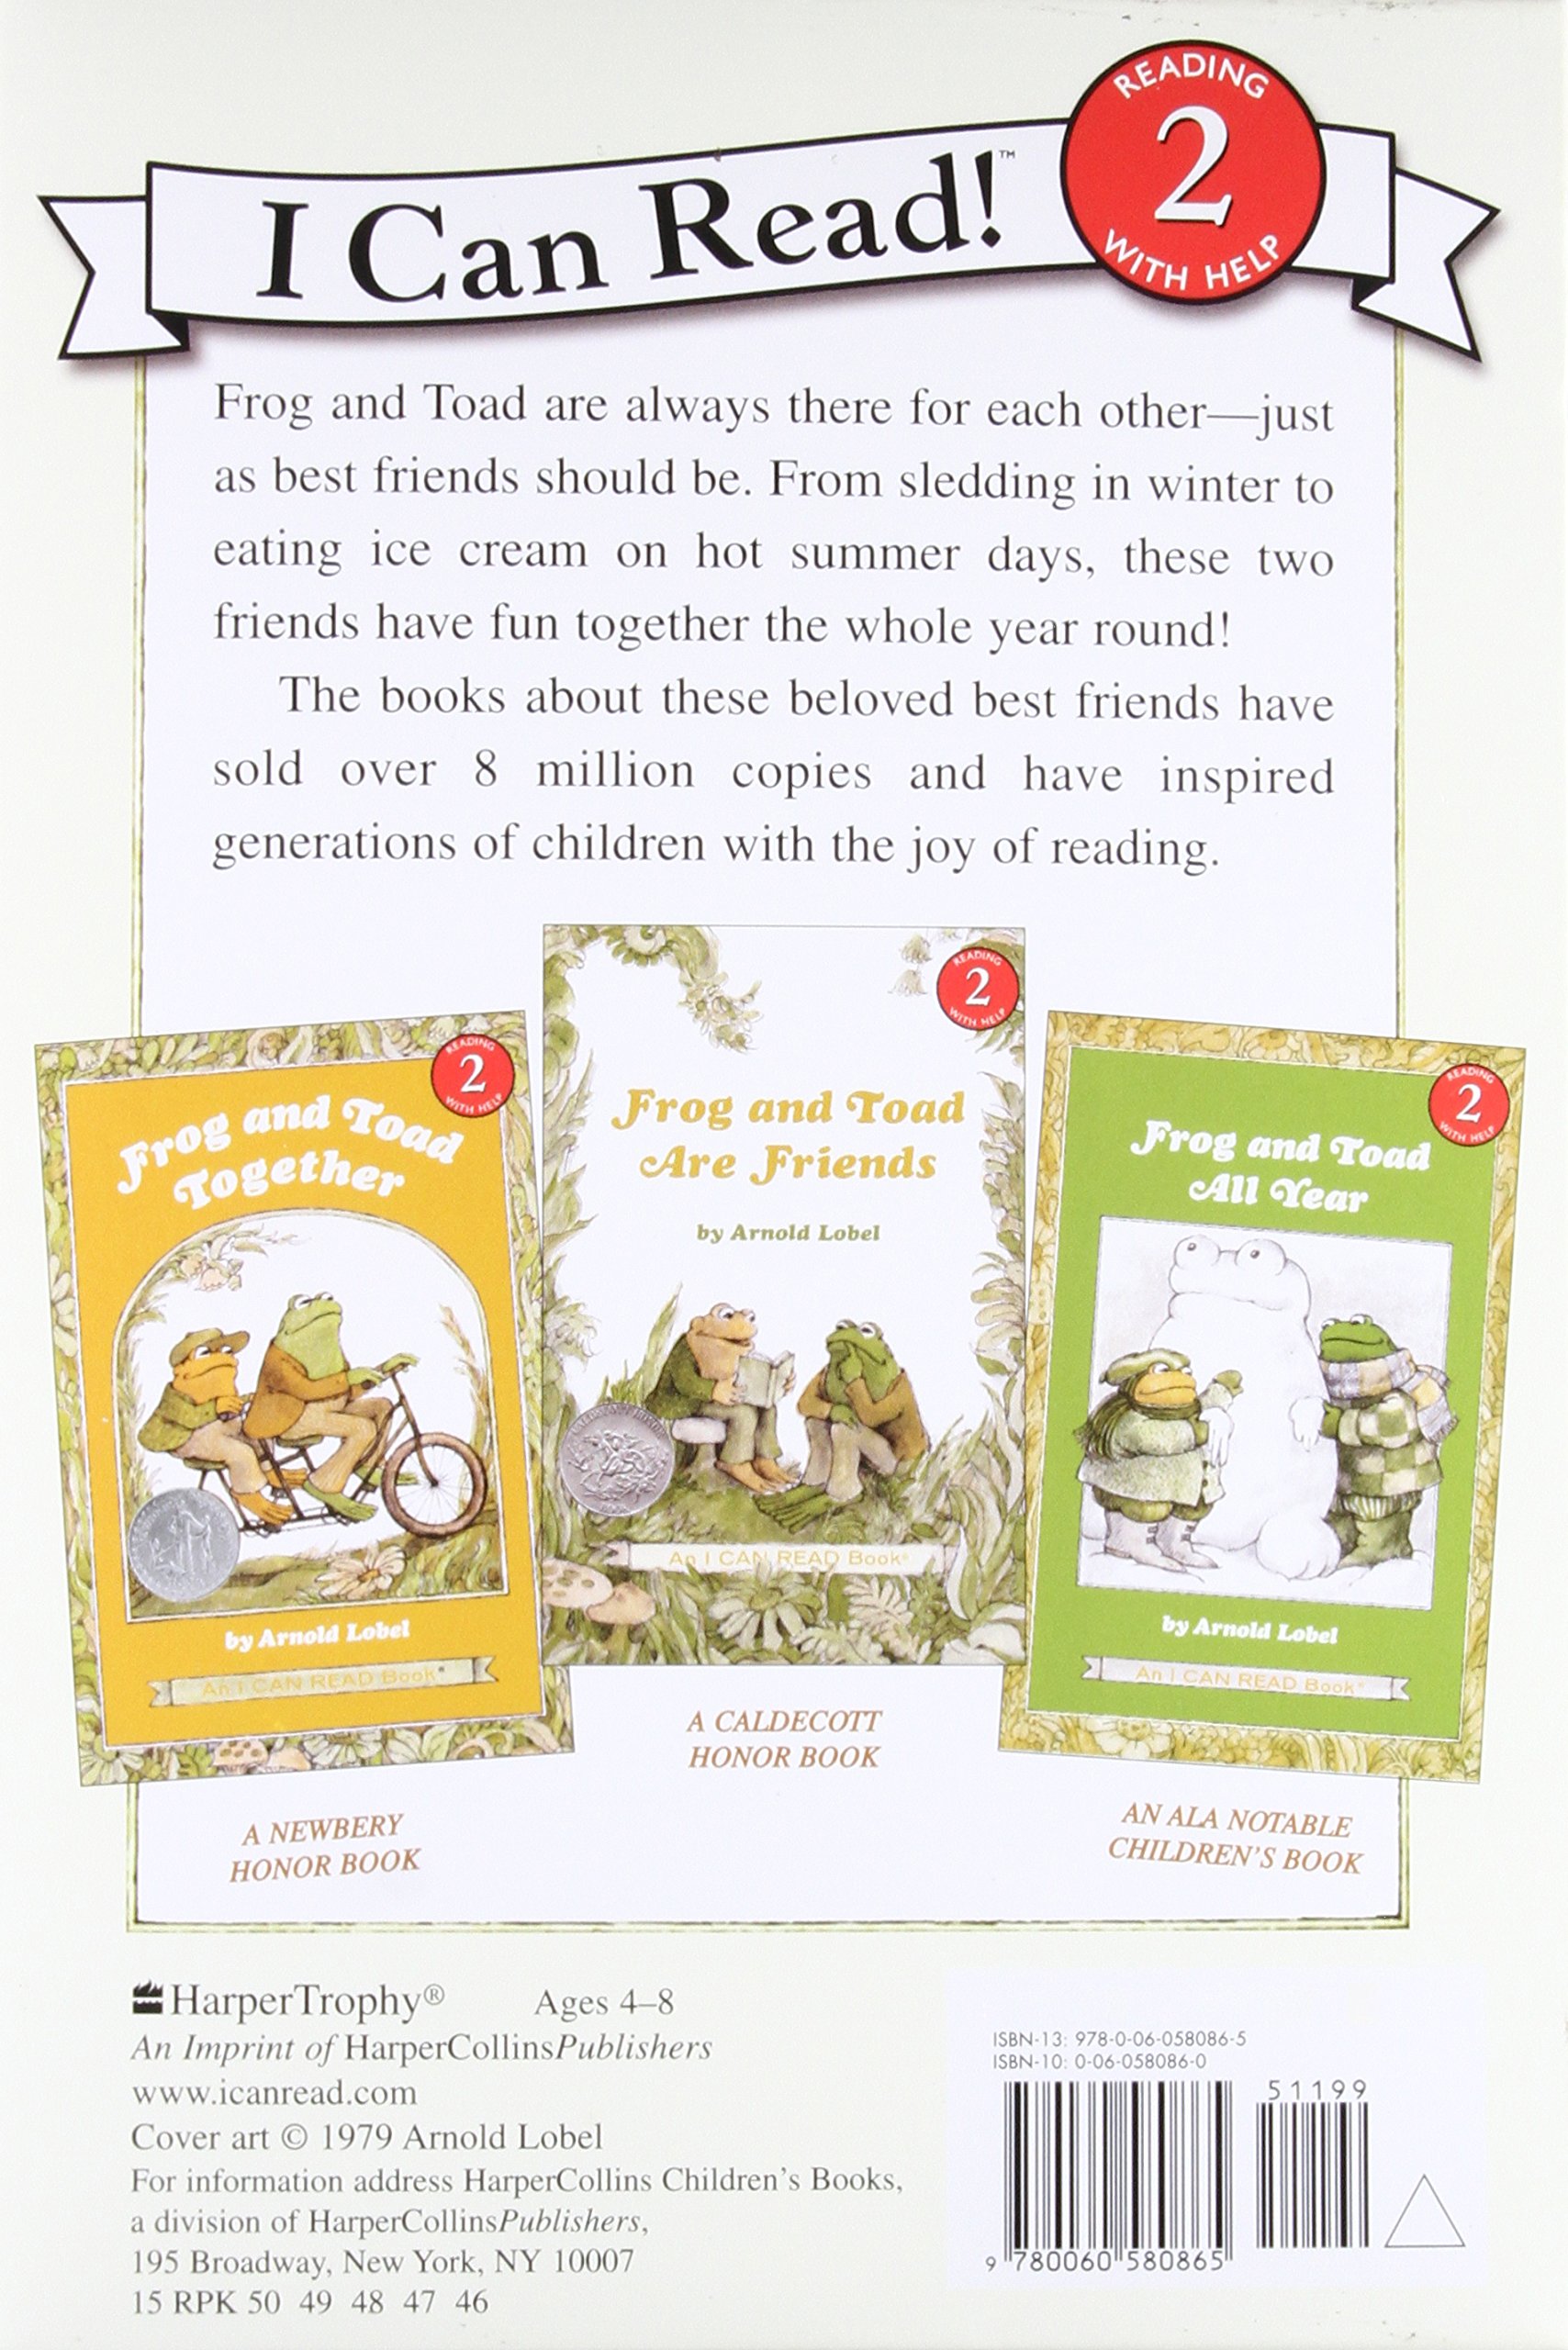 READING
2
WITH HELP
I Can Read!™
Frog and Toad are always there for each other—just
as best friends should be. From sledding in winter to
eating ice cream on hot summer days, these two
friends have fun together the whole year round!
The books about these beloved best friends have
sold over 8 million copies and have inspired
generations of children with the joy of reading.
READING
2
WITH HELP
Frog and Toad
Together
by Arnold Lobel
An I CAN READ Book®
A NEWBERY
HONOR BOOK
READING
2
WITH HELP
Frog and Toad
Are Friends
by Arnold Lobel
An I CAN READ Book®
A CALDECOTT
HONOR BOOK
READING
2
WITH HELP
Frog and Toad
All Year
by Arnold Lobel
An I CAN READ Book®
AN ALA NOTABLE
CHILDREN'S BOOK
HarperTrophy® Ages 4–8
An Imprint of HarperCollinsPublishers
www.icanread.com
Cover art © 1979 Arnold Lobel
For information address HarperCollins Children's Books,
a division of HarperCollinsPublishers,
195 Broadway, New York, NY 10007
15 RPK 50 49 48 47 46
ISBN-13: 978-0-06-058086-5
ISBN-10: 0-06-058086-0
51199
9 780060 580865